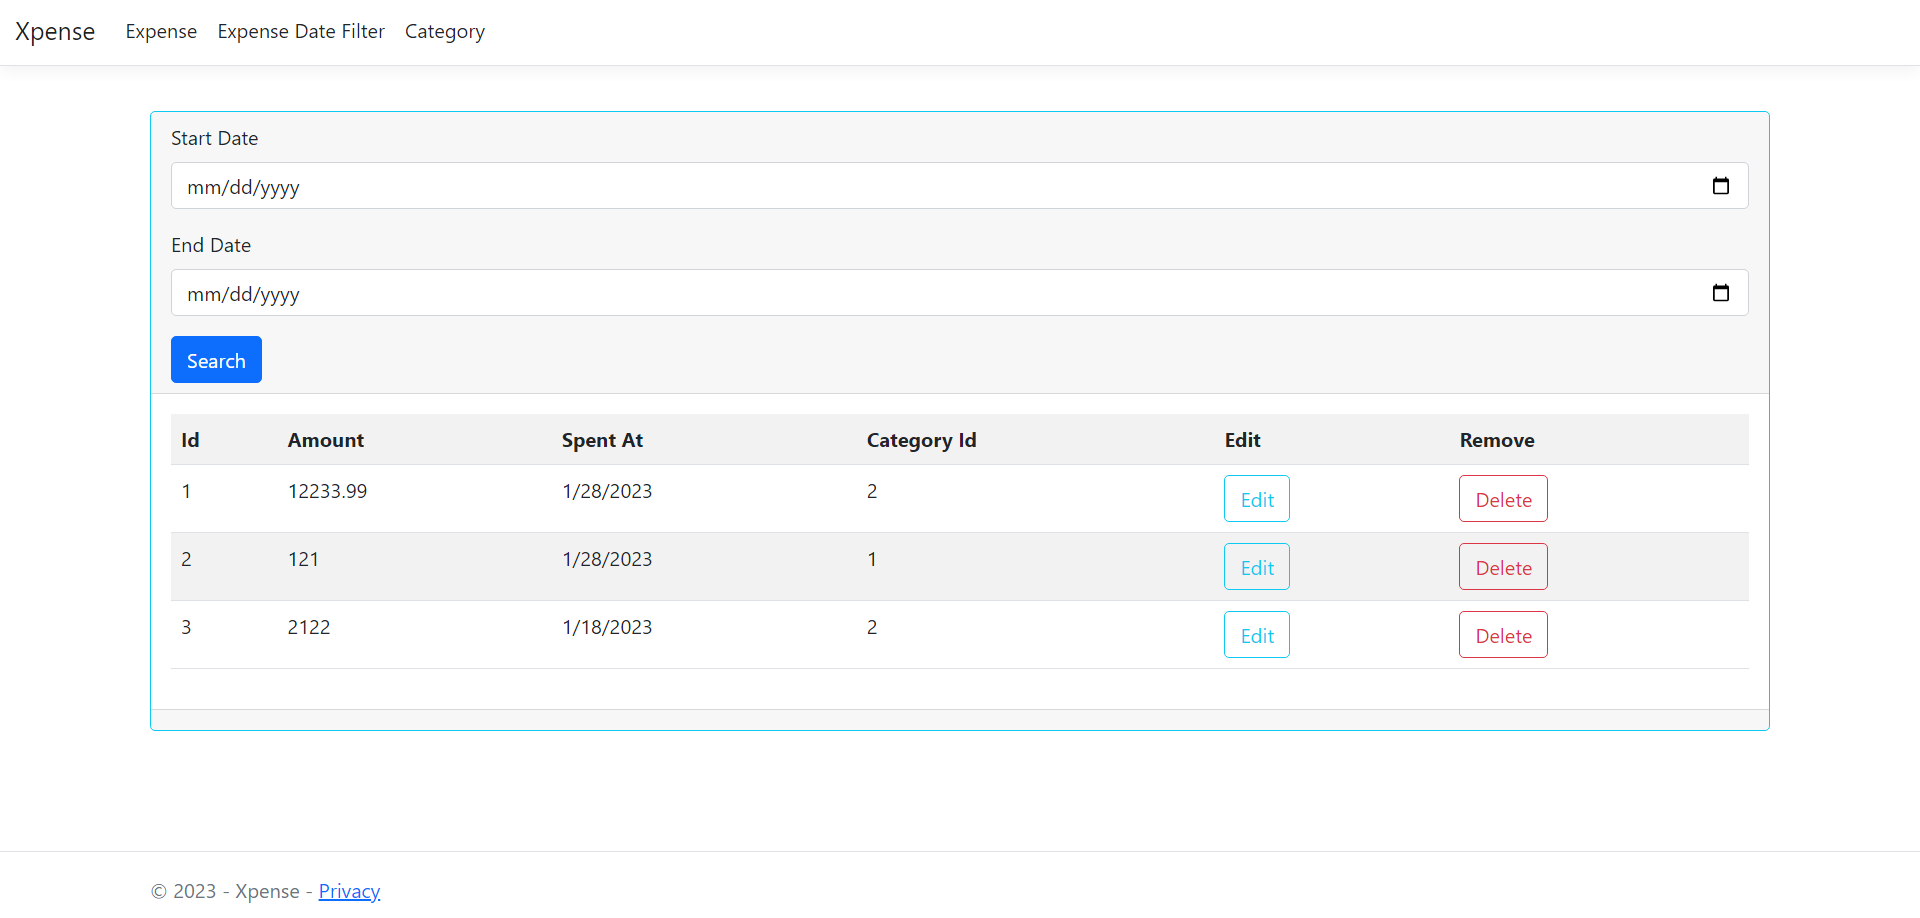 Xpense Expense Expense Date Filter Category
Start Date
mm/dd/yyyy
End Date
mm/dd/yyyy
Search
Id Amount Spent At Category Id Edit Remove
1 12233.99 1/28/2023 2 Edit Delete
2 121 1/28/2023 1 Edit Delete
3 2122 1/18/2023 2 Edit Delete
© 2023 - Xpense - Privacy